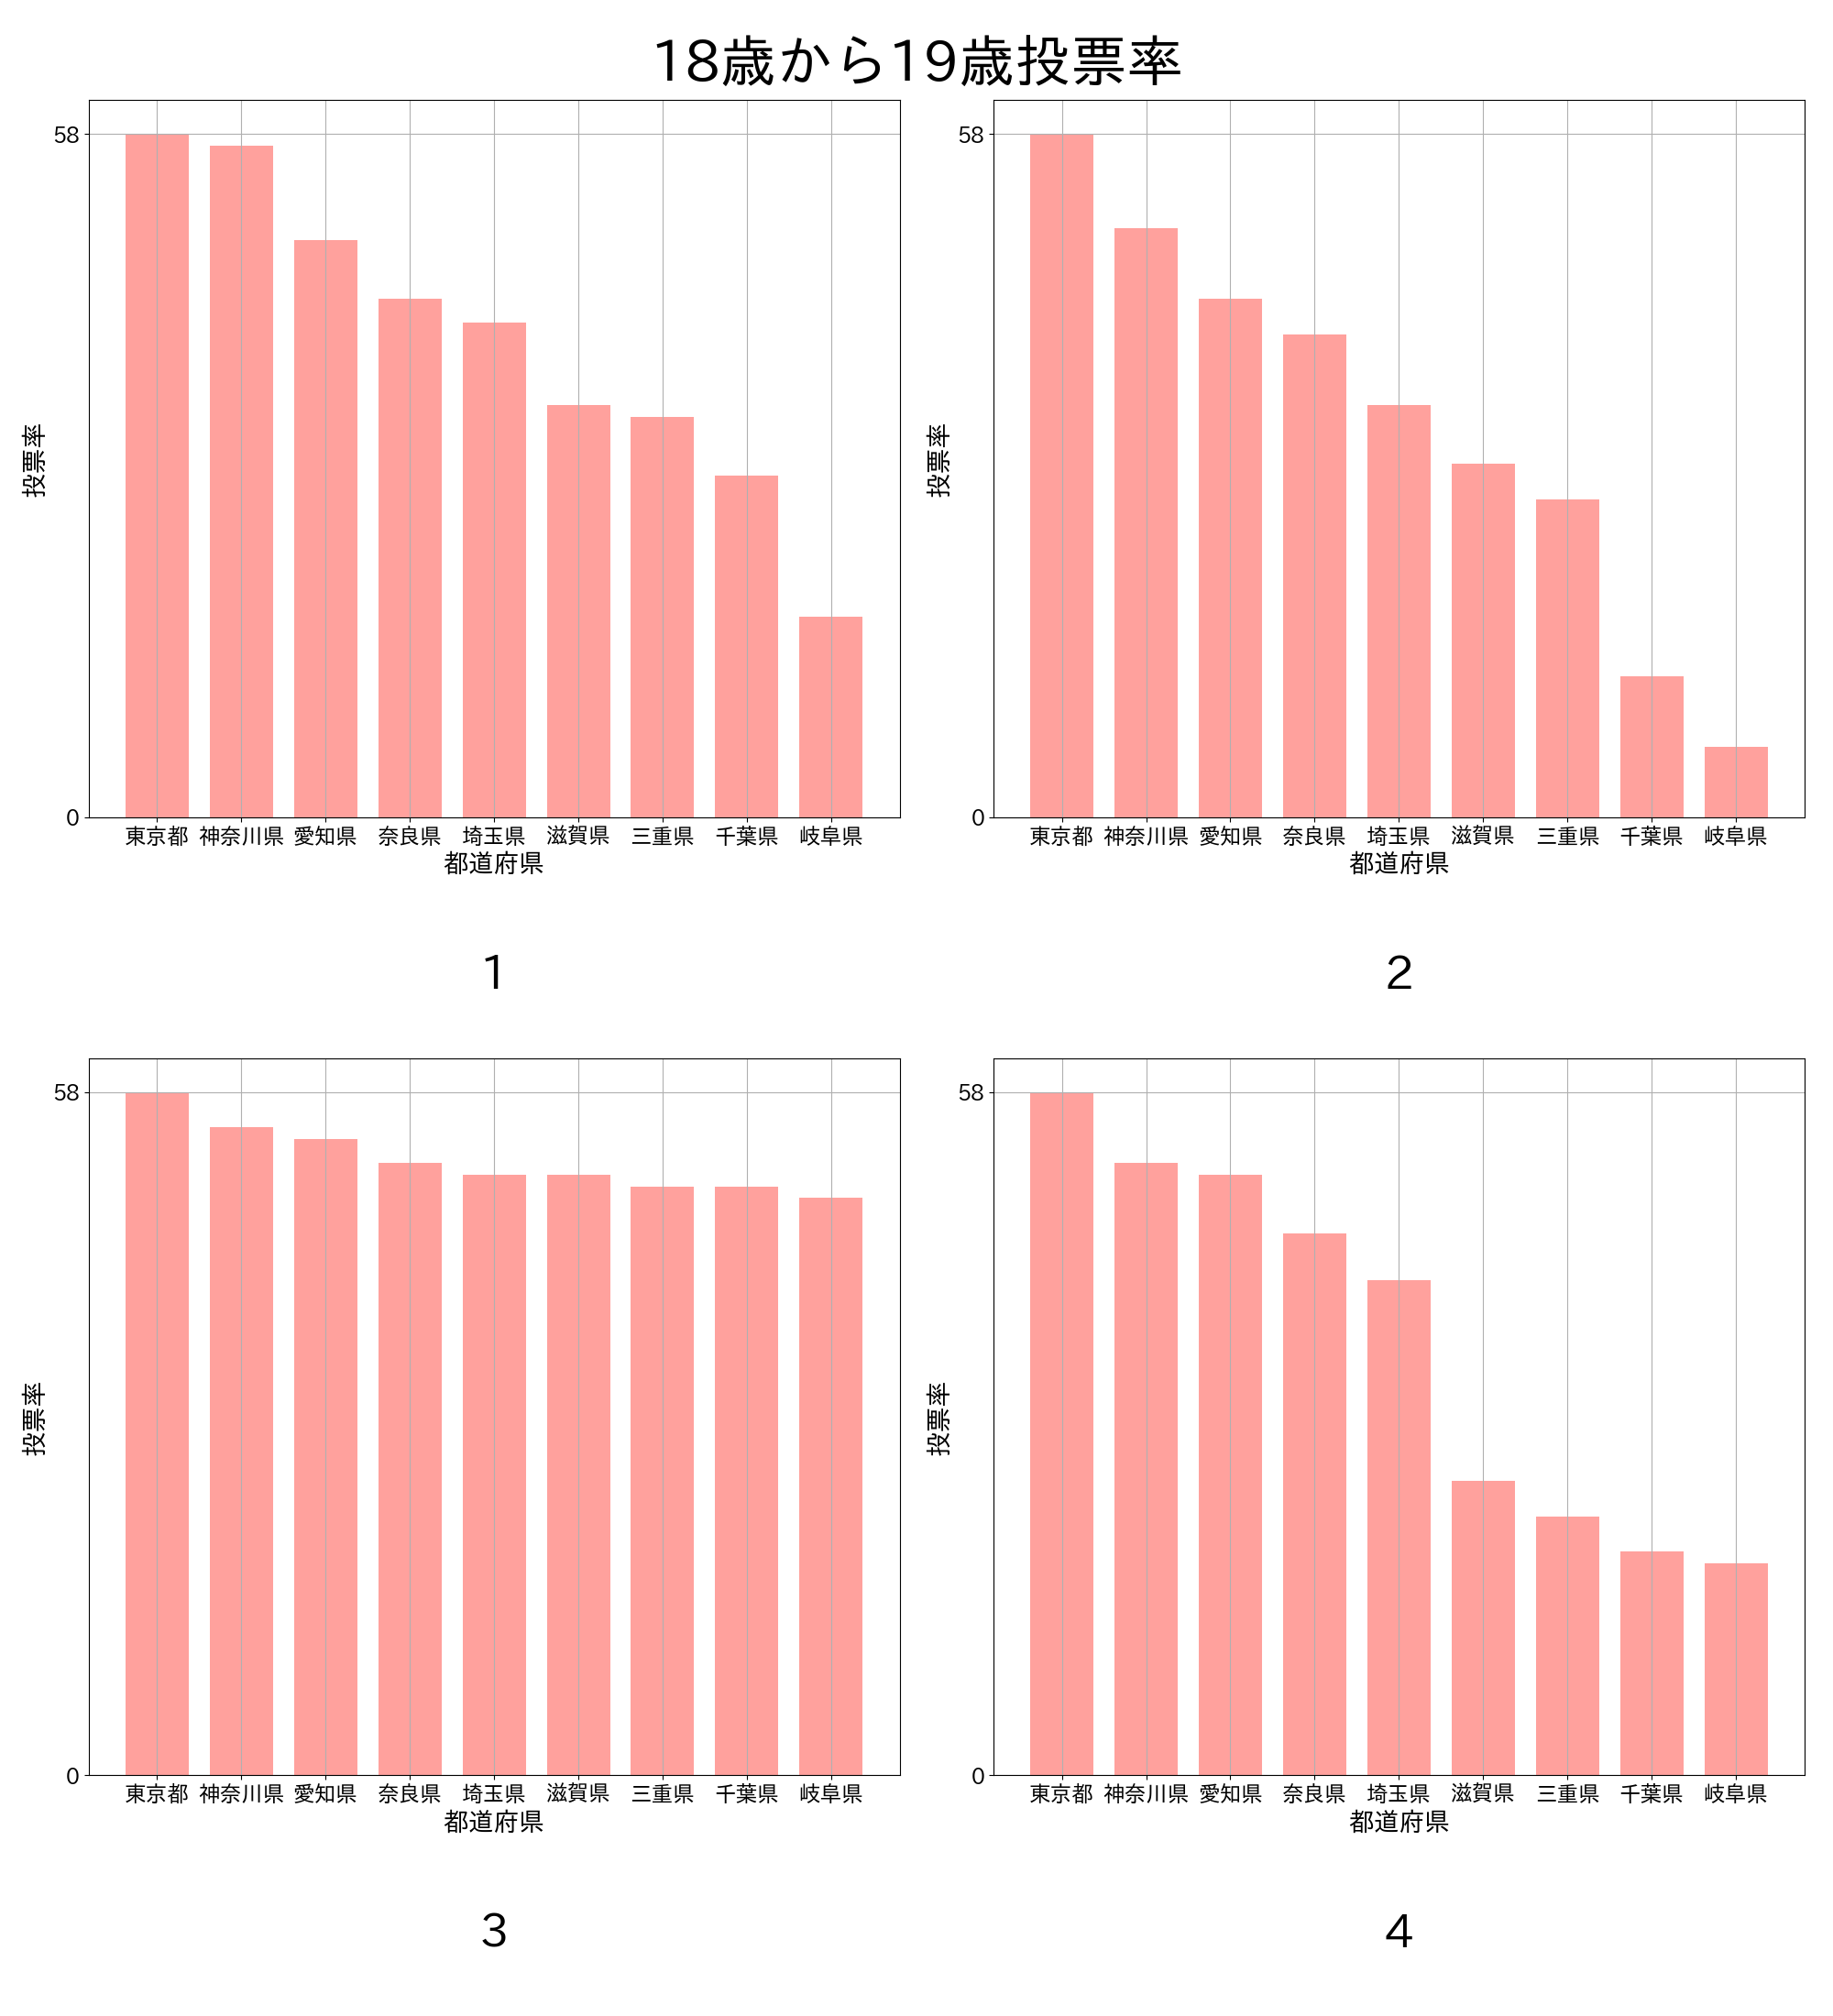 18歳から19歳投票率
58
0
投票率
東京都 神奈川県 愛知県 奈良県 埼玉県 滋賀県 三重県 千葉県 岐阜県
都道府県
1
58
0
投票率
東京都 神奈川県 愛知県 奈良県 埼玉県 滋賀県 三重県 千葉県 岐阜県
都道府県
2
58
0
投票率
東京都 神奈川県 愛知県 奈良県 埼玉県 滋賀県 三重県 千葉県 岐阜県
都道府県
3
58
0
投票率
東京都 神奈川県 愛知県 奈良県 埼玉県 滋賀県 三重県 千葉県 岐阜県
都道府県
4